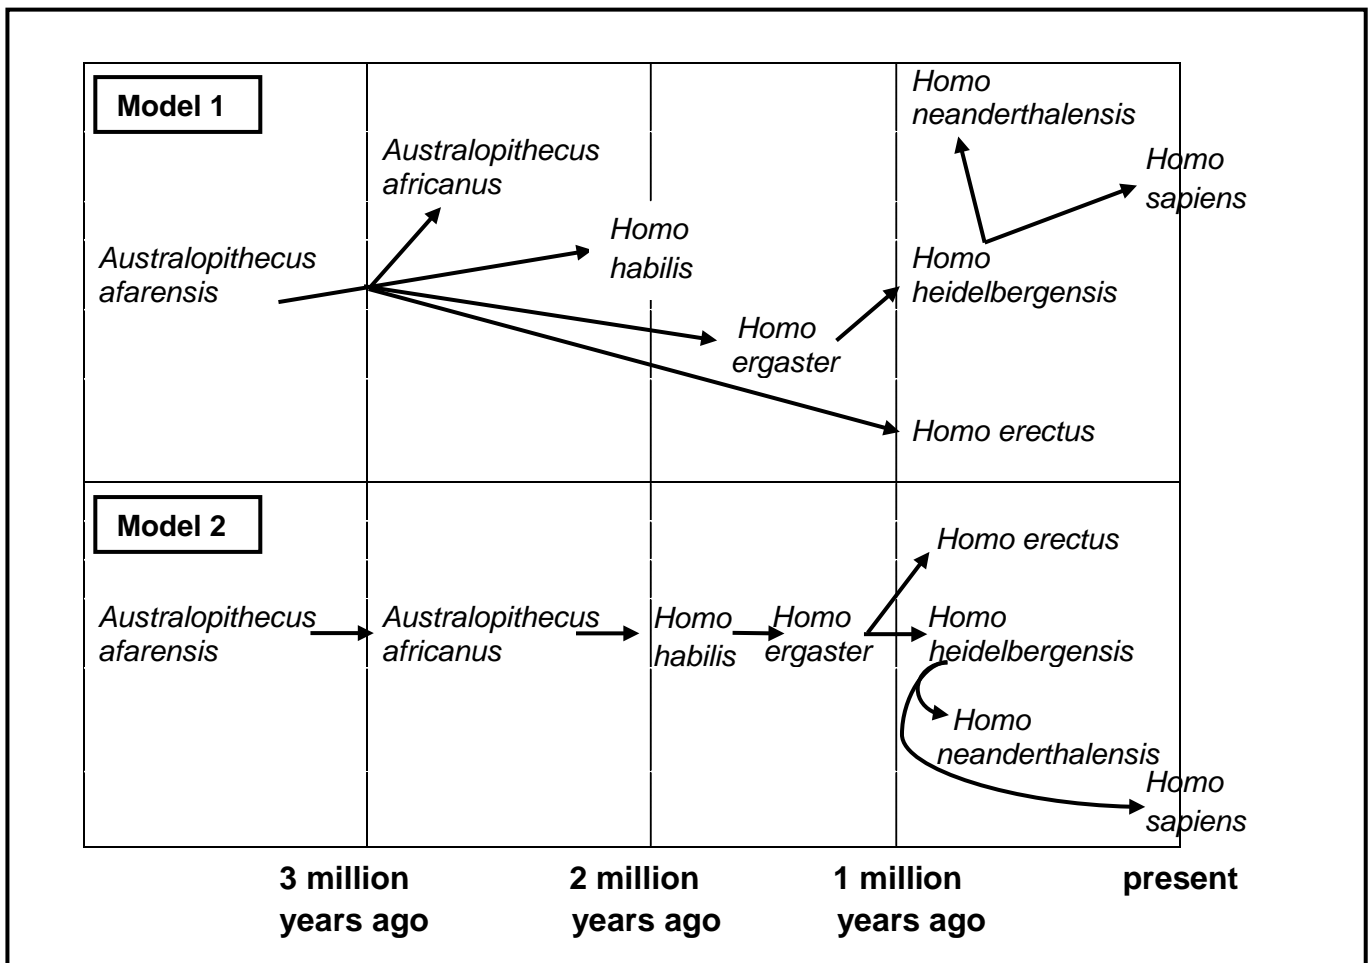 Model 1
Homo
neanderthalensis
Australopithecus
africanus
Homo
sapiens
Homo
habilis
Australopithecus
afarensis
Homo
heidelbergensis
Homo
ergaster
Homo erectus
Model 2
Homo erectus
Australopithecus
afarensis
Australopithecus
africanus
Homo
habilis
Homo
ergaster
Homo
heidelbergensis
Homo
neanderthalensis
Homo
sapiens
3 million
years ago
2 million
years ago
1 million
years ago
present